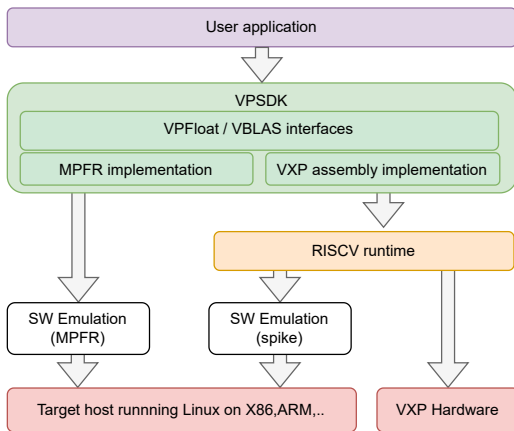 User application
VPSDK
VPFloat / VBLAS interfaces
MPFR implementation
VXP assembly implementation
RISCV runtime
SW Emulation
(MPFR)
SW Emulation
(spike)
Target host runnning Linux on X86,ARM,..
VXP Hardware